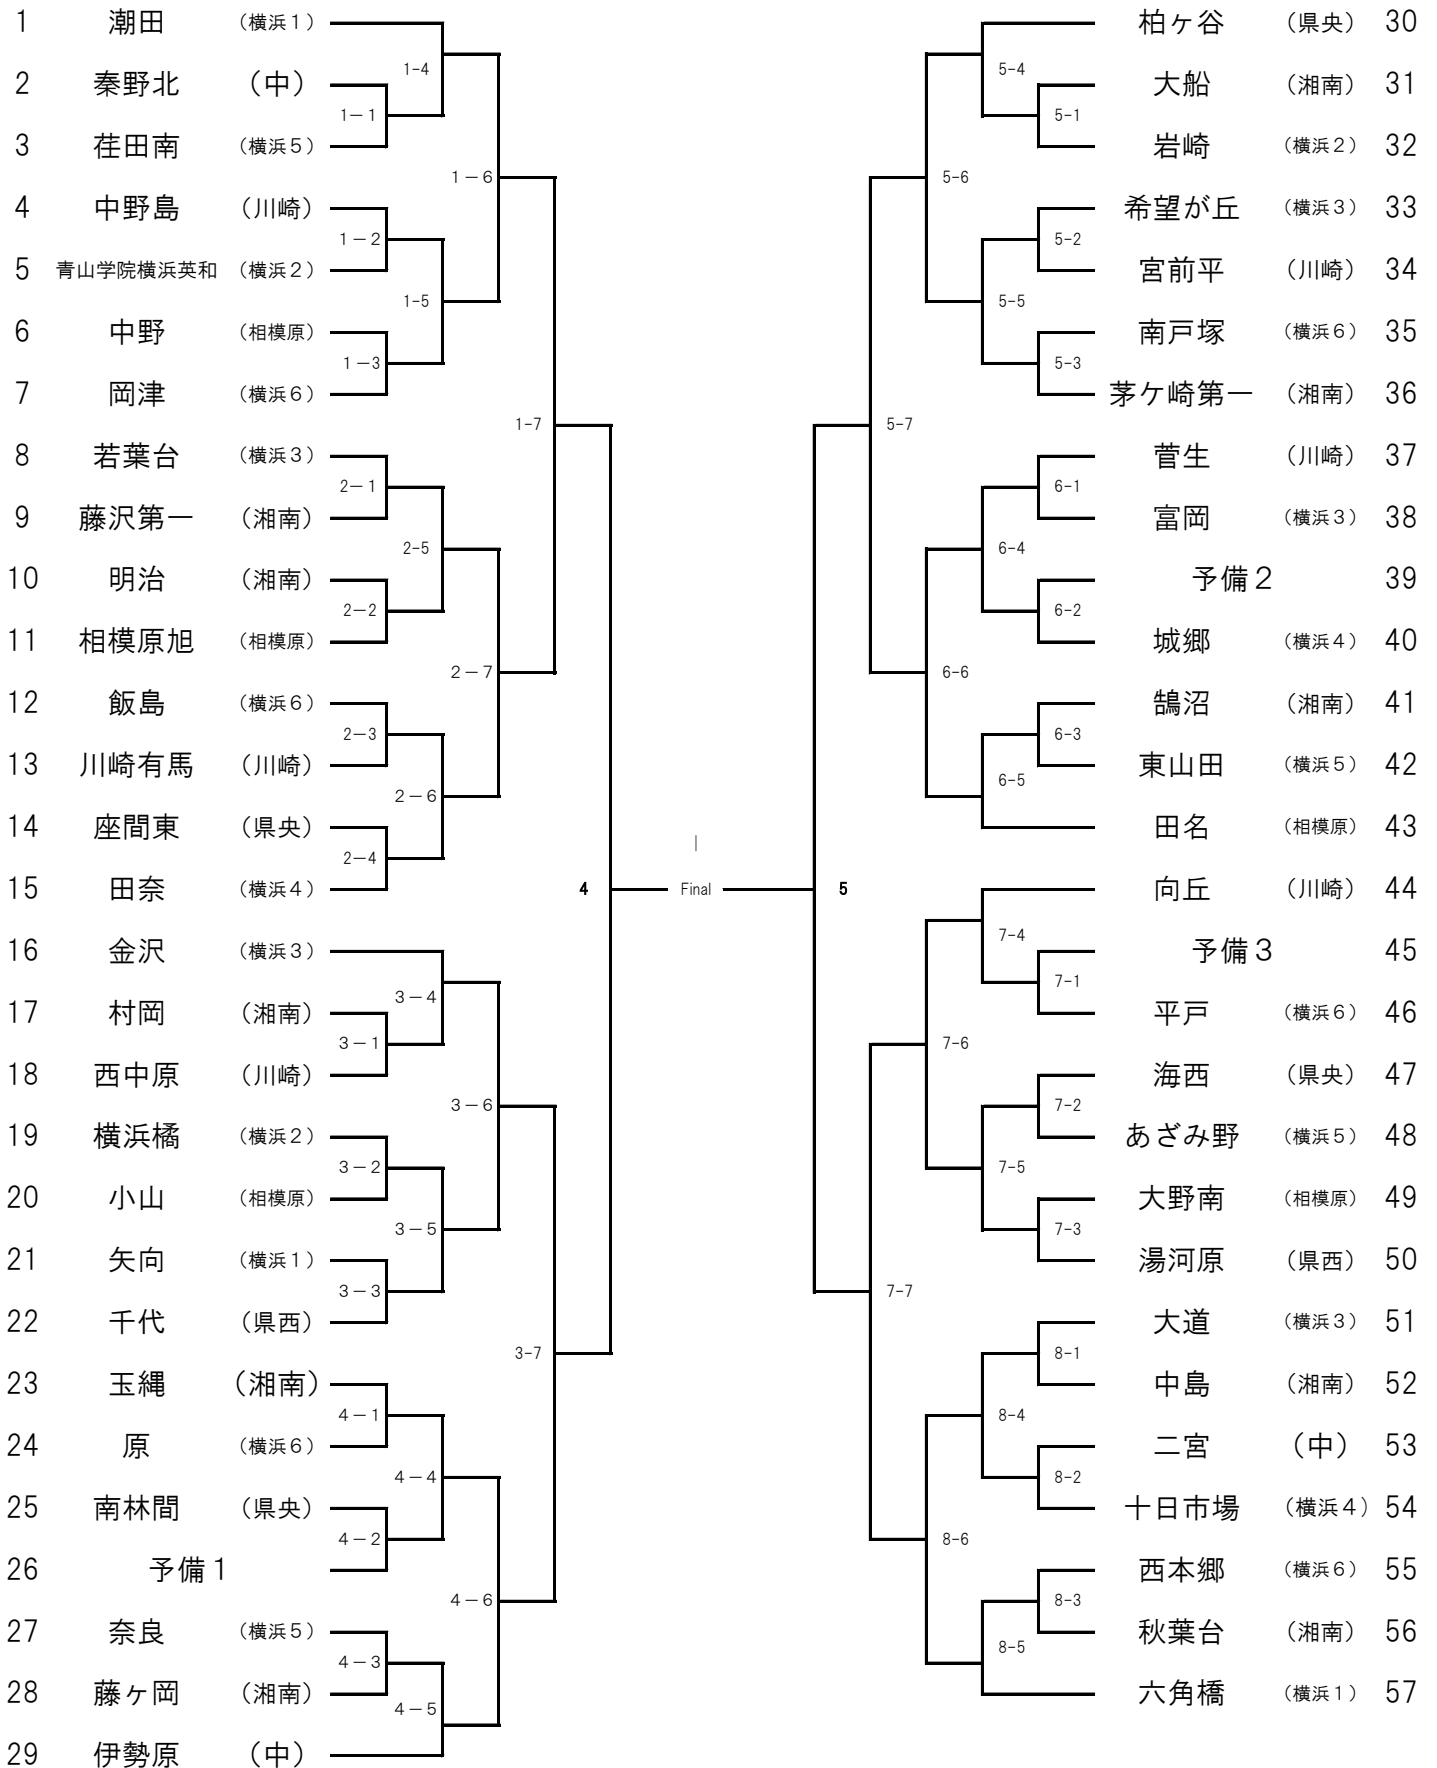 1 潮田 （横浜１）
1-4
2 秦野北 （中）
1－1
3 荏田南 （横浜５）
1－6
4 中野島 （川崎）
1－2
5 青山学院横浜英和 （横浜２）
1-5
6 中野 （相模原）
1－3
7 岡津 （横浜６）
1-7
8 若葉台 （横浜３）
2－1
9 藤沢第一 （湘南）
2-5
10 明治 （湘南）
2－2
11 相模原旭 （相模原）
2－7
12 飯島 （横浜６）
2－3
13 川崎有馬 （川崎）
2－6
14 座間東 （県央）
2－4
15 田奈 （横浜４）
16 金沢 （横浜３）
3－4
17 村岡 （湘南）
3－1
18 西中原 （川崎）
3－6
19 横浜橘 （横浜２）
3－2
20 小山 （相模原）
3－5
21 矢向 （横浜１）
3－3
22 千代 （県西）
3-7
23 玉縄 （湘南）
4－1
24 原 （横浜６）
4－4
25 南林間 （県央）
4－2
26 予備１
4－6
27 奈良 （横浜５）
4－3
28 藤ヶ岡 （湘南）
4－5
29 伊勢原 （中）
｜
4 Final 5
柏ヶ谷 （県央） 30
5-4
大船 （湘南） 31
5-1
岩崎 （横浜２） 32
5-6
希望が丘 （横浜３） 33
5-2
宮前平 （川崎） 34
5-5
南戸塚 （横浜６） 35
5-3
茅ケ崎第一 （湘南） 36
5-7
菅生 （川崎） 37
6-1
富岡 （横浜３） 38
6-4
予備２ 39
6-2
城郷 （横浜４） 40
6-6
鵠沼 （湘南） 41
6-3
東山田 （横浜５） 42
6-5
田名 （相模原） 43
向丘 （川崎） 44
7-4
予備３ 45
7-1
平戸 （横浜６） 46
7-6
海西 （県央） 47
7-2
あざみ野 （横浜５） 48
7-5
大野南 （相模原） 49
7-3
湯河原 （県西） 50
7-7
大道 （横浜３） 51
8-1
中島 （湘南） 52
8-4
二宮 （中） 53
8-2
十日市場 （横浜４） 54
8-6
西本郷 （横浜６） 55
8-3
秋葉台 （湘南） 56
8-5
六角橋 （横浜１） 57